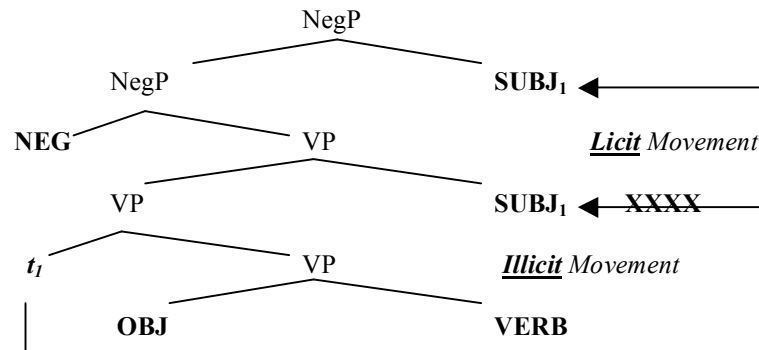 NegP
NegP SUBJ₁
NEG VP Licit Movement
VP SUBJ₁ XXXX
t₁ VP Illicit Movement
OBJ VERB